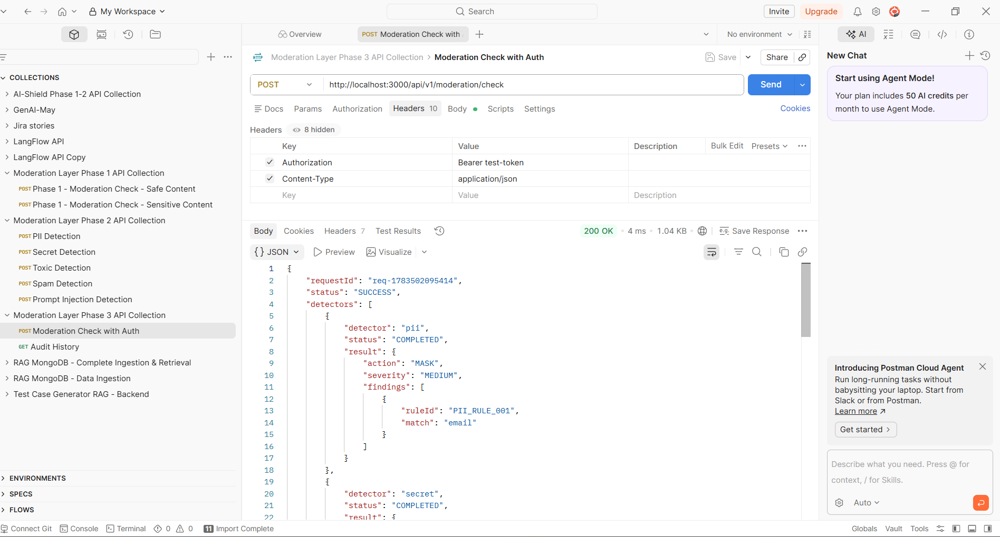 My Workspace
Search
Invite
Upgrade
Overview
POST Moderation Check with
No environment
AI
Moderation Layer Phase 3 API Collection > Moderation Check with Auth
Save
Share
New Chat
Start using Agent Mode!
Your plan includes 50 AI credits per
month to use Agent Mode.
COLLECTIONS
AI-Shield Phase 1-2 API Collection
GenAI-May
Jira stories
LangFlow API
LangFlow API Copy
Moderation Layer Phase 1 API Collection
POST Phase 1 - Moderation Check - Safe Content
POST Phase 1 - Moderation Check - Sensitive Content
Moderation Layer Phase 2 API Collection
POST PII Detection
POST Secret Detection
POST Toxic Detection
POST Spam Detection
POST Prompt Injection Detection
Moderation Layer Phase 3 API Collection
POST Moderation Check with Auth
GET Audit History
RAG MongoDB - Complete Ingestion & Retrieval
RAG MongoDB - Data Ingestion
Test Case Generator RAG - Backend
ENVIRONMENTS
SPECS
FLOWS
POST
http://localhost:3000/api/v1/moderation/check
Send
Docs Params Authorization Headers 10 Body Scripts Settings
Cookies
Headers 8 hidden
Key Value Description Bulk Edit Presets
Authorization Bearer test-token
Content-Type application/json
Key Value Description
Body Cookies Headers 7 Test Results
200 OK 4 ms 1.04 KB e.g. Save Response
{} JSON Preview Visualize
1 {
2 "requestId": "req-1783502095414",
3 "status": "SUCCESS",
4 "detectors": [
5 {
6 "detector": "pii",
7 "status": "COMPLETED",
8 "result": {
9 "action": "MASK",
10 "severity": "MEDIUM",
11 "findings": [
12 {
13 "ruleId": "PII_RULE_001",
14 "match": "email"
15 }
16 ]
17 }
18 },
19 {
20 "detector": "secret",
21 "status": "COMPLETED",
22 "result": {
Introducing Postman Cloud Agent
Run long-running tasks without
babysitting your laptop. Start from
Slack or from Postman.
Learn more ↗
Get started >
Describe what you need. Press @ for
context, / for Skills.
Auto
HTTP
Connect Git Console Terminal 0 0 11 Import Complete
Globals Vault Tools